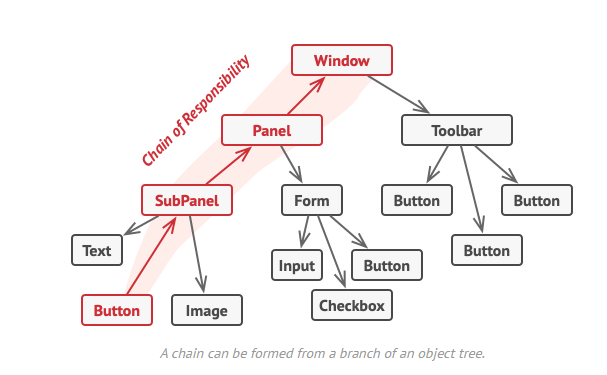 Window
Chain of Responsibility
Panel
Toolbar
SubPanel
Form
Button
Button
Text
Button
Input
Button
Button
Image
Checkbox
A chain can be formed from a branch of an object tree.